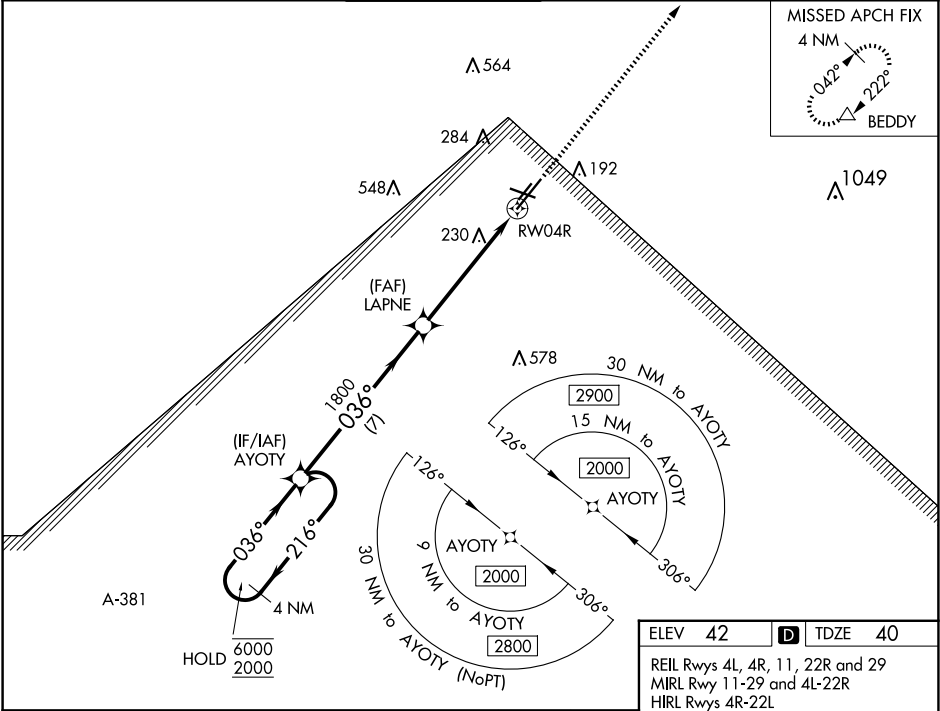 MISSED APCH FIX
4 NM
042°
222°
BEDDY
564
284
548
192
1049
230
RW04R
(FAF)
LAPNE
578
1800
036°
(7)
(IF/IAF)
AYOTY
036°
216°
4 NM
A-381
HOLD
6000
2000
30 NM to AYOTY
2900
15 NM to AYOTY
2000
126°
AYOTY
306°
126°
AYOTY
2000
9 NM to AYOTY
306°
2800
30 NM to AYOTY (NoPT)
ELEV 42 D TDZE 40
REIL Rwys 4L, 4R, 11, 22R and 29
MIRL Rwy 11-29 and 4L-22R
HIRL Rwys 4R-22L